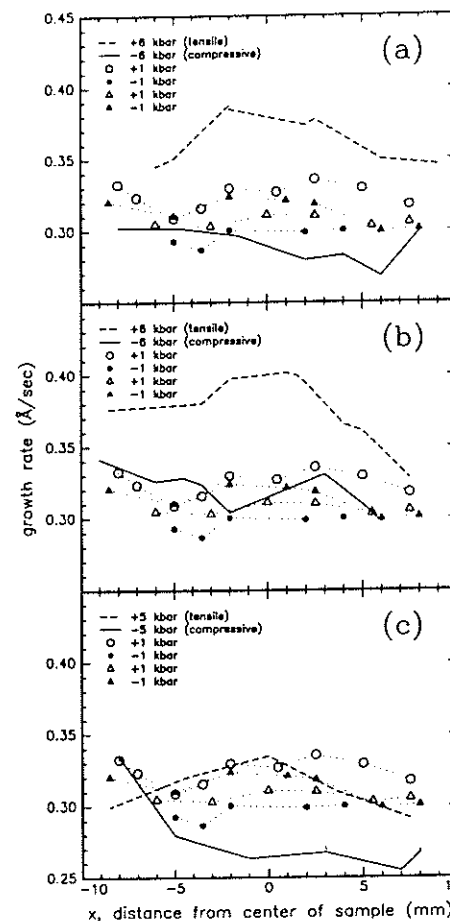 0.45
(a)
+6 kbar (tensile)
−6 kbar (compressive)
+1 kbar
−1 kbar
+1 kbar
−1 kbar
0.40
0.35
0.30
(b)
+6 kbar (tensile)
−6 kbar (compressive)
+1 kbar
−1 kbar
+1 kbar
−1 kbar
0.40
0.35
0.30
growth rate (Å/sec)
(c)
+5 kbar (tensile)
−5 kbar (compressive)
+1 kbar
−1 kbar
+1 kbar
−1 kbar
0.40
0.35
0.30
0.25
−10 −5 0 5 10
x, distance from center of sample (mm)